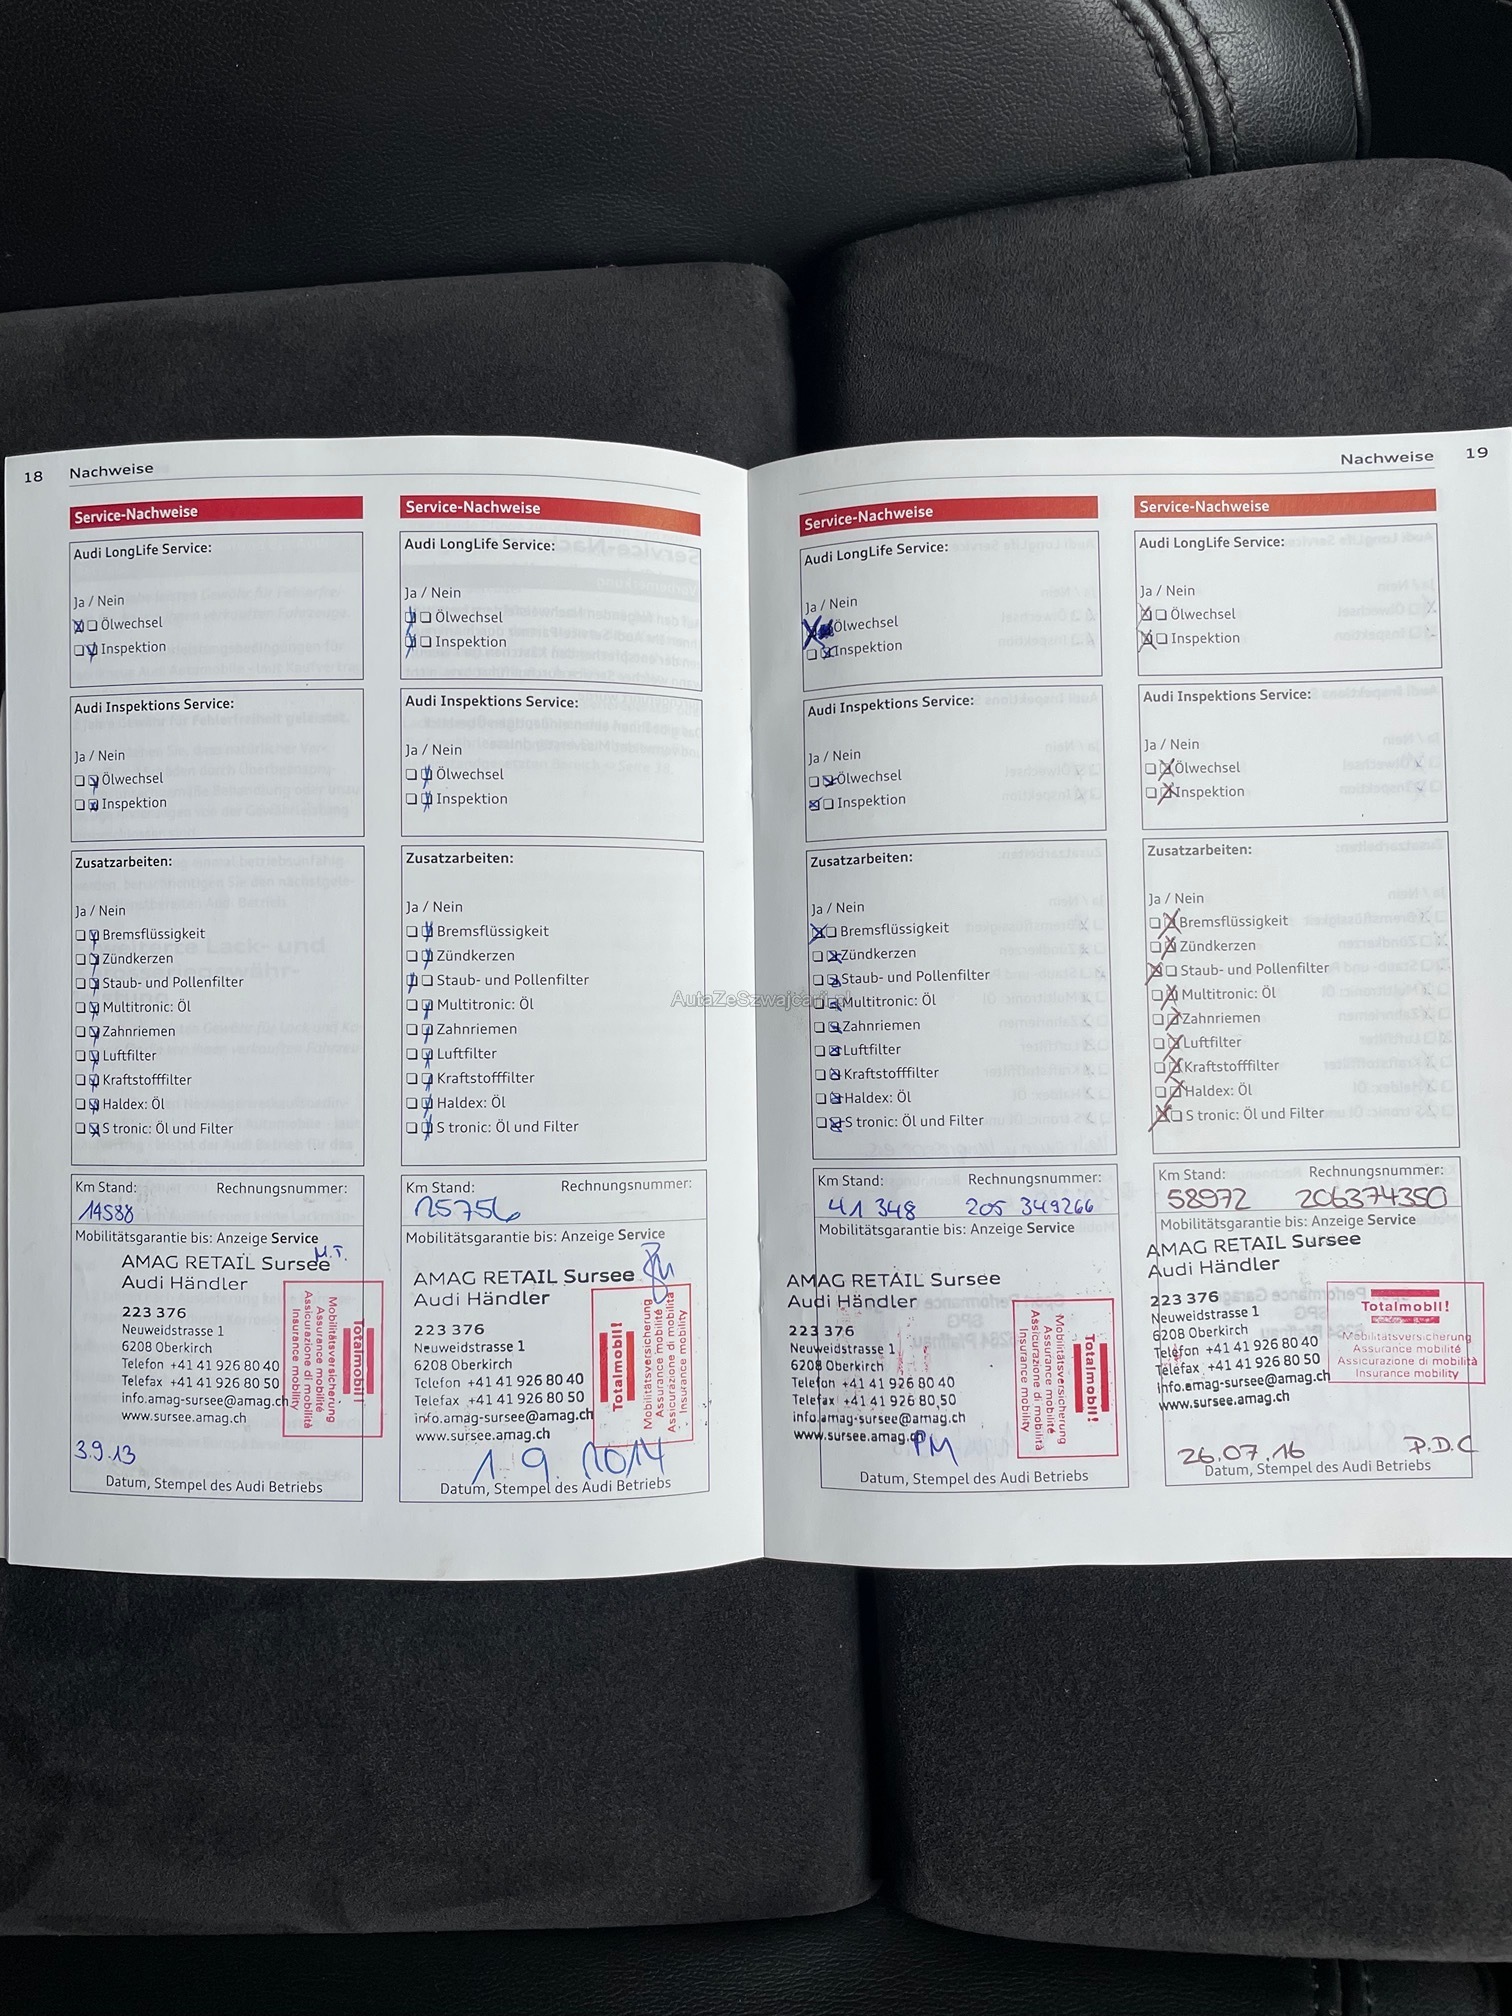 18 Nachweise
Service-Nachweise
Audi LongLife Service:
Ja / Nein
Ölwechsel
Inspektion
Audi Inspektions Service:
Ja / Nein
Ölwechsel
Inspektion
Zusatzarbeiten:
Ja / Nein
Bremsflüssigkeit
Zündkerzen
Staub- und Pollenfilter
Multitronic: Öl
Zahnriemen
Luftfilter
Kraftstofffilter
Haldex: Öl
S tronic: Öl und Filter
Km Stand: Rechnungsnummer:
14588
Mobilitätsgarantie bis: Anzeige Service
M.T.
AMAG RETAIL Sursee
Audi Händler
223 376
Neuweidstrasse 1
6208 Oberkirch
Telefon +41 41 926 80 40
Telefax +41 41 926 80 50
info.amag-sursee@amag.ch
www.sursee.amag.ch
Totalmobil!
Mobilitätsversicherung
Assurance mobilité
Assicurazione di mobilità
Insurance mobility
3.9.13
Datum, Stempel des Audi Betriebs
Service-Nachweise
Audi LongLife Service:
Ja / Nein
Ölwechsel
Inspektion
Audi Inspektions Service:
Ja / Nein
Ölwechsel
Inspektion
Zusatzarbeiten:
Ja / Nein
Bremsflüssigkeit
Zündkerzen
Staub- und Pollenfilter
Multitronic: Öl
Zahnriemen
Luftfilter
Kraftstofffilter
Haldex: Öl
S tronic: Öl und Filter
Km Stand: Rechnungsnummer:
25756
Mobilitätsgarantie bis: Anzeige Service
AMAG RETAIL Sursee
Audi Händler
223 376
Neuweidstrasse 1
6208 Oberkirch
Telefon +41 41 926 80 40
Telefax +41 41 926 80 50
info.amag-sursee@amag.ch
www.sursee.amag.ch
Totalmobil!
Mobilitätsversicherung
Assurance mobilité
Assicurazione di mobilità
Insurance mobility
1.9.2014
Datum, Stempel des Audi Betriebs
Nachweise 19
Service-Nachweise
Audi LongLife Service:
Ja / Nein
Ölwechsel
Inspektion
Audi Inspektions Service:
Ja / Nein
Ölwechsel
Inspektion
Zusatzarbeiten:
Ja / Nein
Bremsflüssigkeit
Zündkerzen
Staub- und Pollenfilter
Multitronic: Öl
Zahnriemen
Luftfilter
Kraftstofffilter
Haldex: Öl
S tronic: Öl und Filter
Km Stand: Rechnungsnummer:
41 348 205 349266
Mobilitätsgarantie bis: Anzeige Service
AMAG RETAIL Sursee
Audi Händler
223 376
Neuweidstrasse 1
6208 Oberkirch
Telefon +41 41 926 80 40
Telefax +41 41 926 80 50
info.amag-sursee@amag.ch
www.sursee.amag.ch
PM
Totalmobil!
Mobilitätsversicherung
Assurance mobilité
Assicurazione di mobilità
Insurance mobility
Datum, Stempel des Audi Betriebs
Service-Nachweise
Audi LongLife Service:
Ja / Nein
Ölwechsel
Inspektion
Audi Inspektions Service:
Ja / Nein
Ölwechsel
Inspektion
Zusatzarbeiten:
Ja / Nein
Bremsflüssigkeit
Zündkerzen
Staub- und Pollenfilter
Multitronic: Öl
Zahnriemen
Luftfilter
Kraftstofffilter
Haldex: Öl
S tronic: Öl und Filter
Km Stand: Rechnungsnummer:
58972 206374350
Mobilitätsgarantie bis: Anzeige Service
AMAG RETAIL Sursee
Audi Händler
223 376
Neuweidstrasse 1
6208 Oberkirch
Telefon +41 41 926 80 40
Telefax +41 41 926 80 50
info.amag-sursee@amag.ch
www.sursee.amag.ch
Totalmobil!
Mobilitätsversicherung
Assurance mobilité
Assicurazione di mobilità
Insurance mobility
26.07.16 P.D.C
Datum, Stempel des Audi Betriebs
AutaZeSzwajcarii.pl